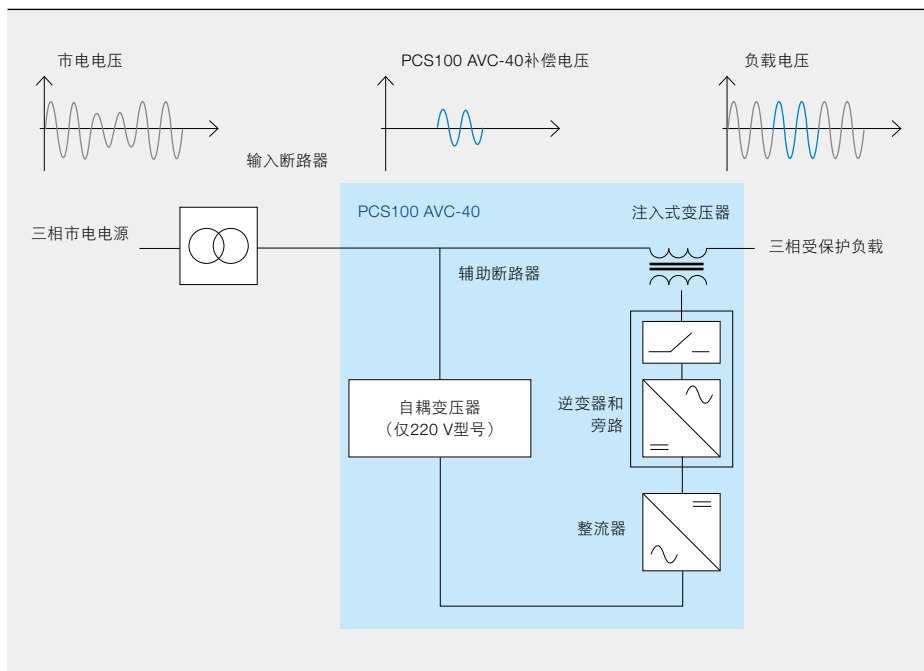 市电电压
PCS100 AVC-40补偿电压
负载电压
输入断路器
PCS100 AVC-40
注入式变压器
三相市电电源
三相受保护负载
辅助断路器
自耦变压器
（仅220 V型号）
逆变器和
旁路
整流器